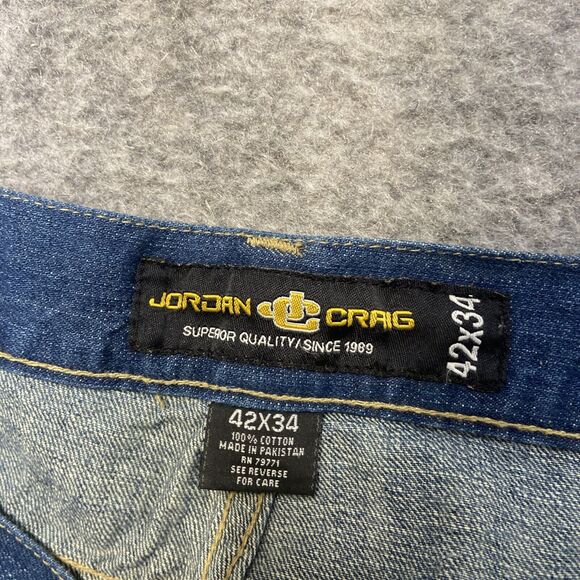 JORDAN JC CRAIG
SUPERIOR QUALITY/SINCE 1989
42X34
42X34
100% COTTON
MADE IN PAKISTAN
RN 79771
SEE REVERSE
FOR CARE